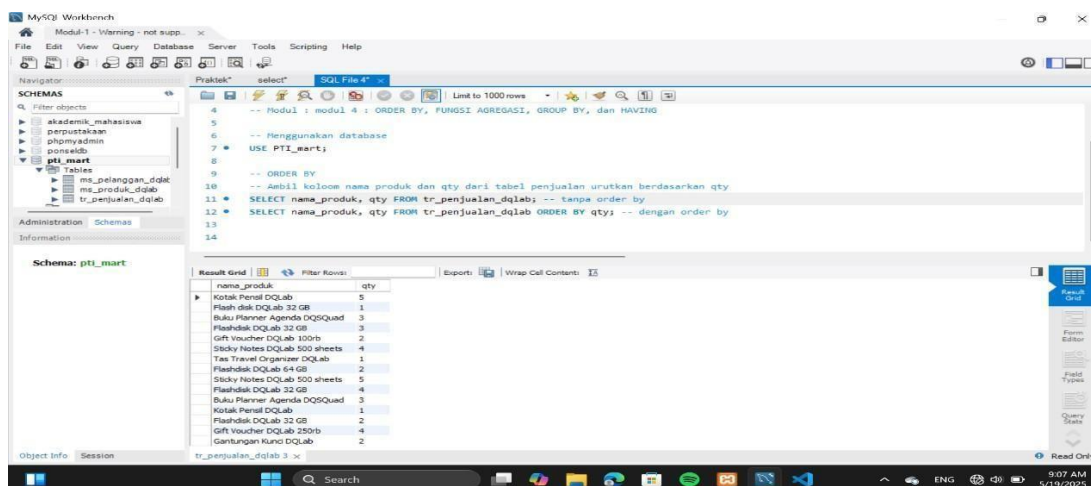 MySQL Workbench
Modul-1 - Warning - not supp...
File Edit View Query Database Server Tools Scripting Help
Navigator
Praktek* select* SQL File 4*
SCHEMAS
Limit to 1000 rows
Filter objects
akademik_mahasiswa
perpustakaan
phpmyadmin
ponseldb
pti_mart
Tables
ms_pelanggan_dqlab
ms_produk_dqlab
tr_penjualan_dqlab
Administration Schemas
Information
Schema: pti_mart
4 -- Modul : modul 4 : ORDER BY, FUNGSI AGREGASI, GROUP BY, dan HAVING
5
6 -- Menggunakan database
7 USE PTI_mart;
8
9 -- ORDER BY
10 -- Ambil koloom nama produk dan qty dari tabel penjualan urutkan berdasarkan qty
11 SELECT nama_produk, qty FROM tr_penjualan_dqlab; -- tanpa order by
12 SELECT nama_produk, qty FROM tr_penjualan_dqlab ORDER BY qty; -- dengan order by
13
14
Result Grid Filter Rows: Export: Wrap Cell Content:
nama_produk qty
Kotak Pensil DQLab 5
Flash disk DQLab 32 GB 1
Buku Planner Agenda DQSQuad 3
Flashdisk DQLab 32 GB 3
Gift Voucher DQLab 100rb 2
Sticky Notes DQLab 500 sheets 4
Tas Travel Organizer DQLab 1
Flashdisk DQLab 64 GB 2
Sticky Notes DQLab 500 sheets 5
Flashdisk DQLab 32 GB 4
Buku Planner Agenda DQSQuad 3
Kotak Pensil DQLab 1
Flashdisk DQLab 32 GB 2
Gift Voucher DQLab 250rb 4
Gantungan Kunci DQLab 2
Result
Grid
Form
Editor
Field
Types
Query
Stats
Object Info Session
tr_penjualan_dqlab 3
Read Only
Search
ENG
9:07 AM
5/19/2025